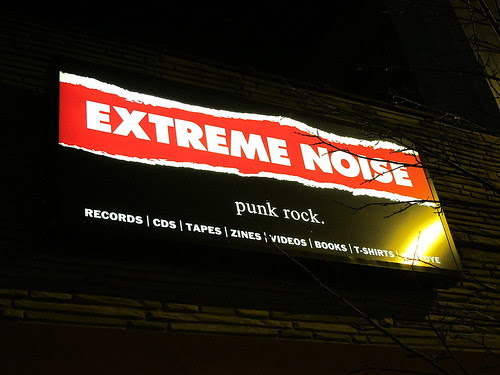 EXTREME NOISE
punk rock.
RECORDS | CDS | TAPES | ZINES | VIDEOS | BOOKS | T-SHIRTS |